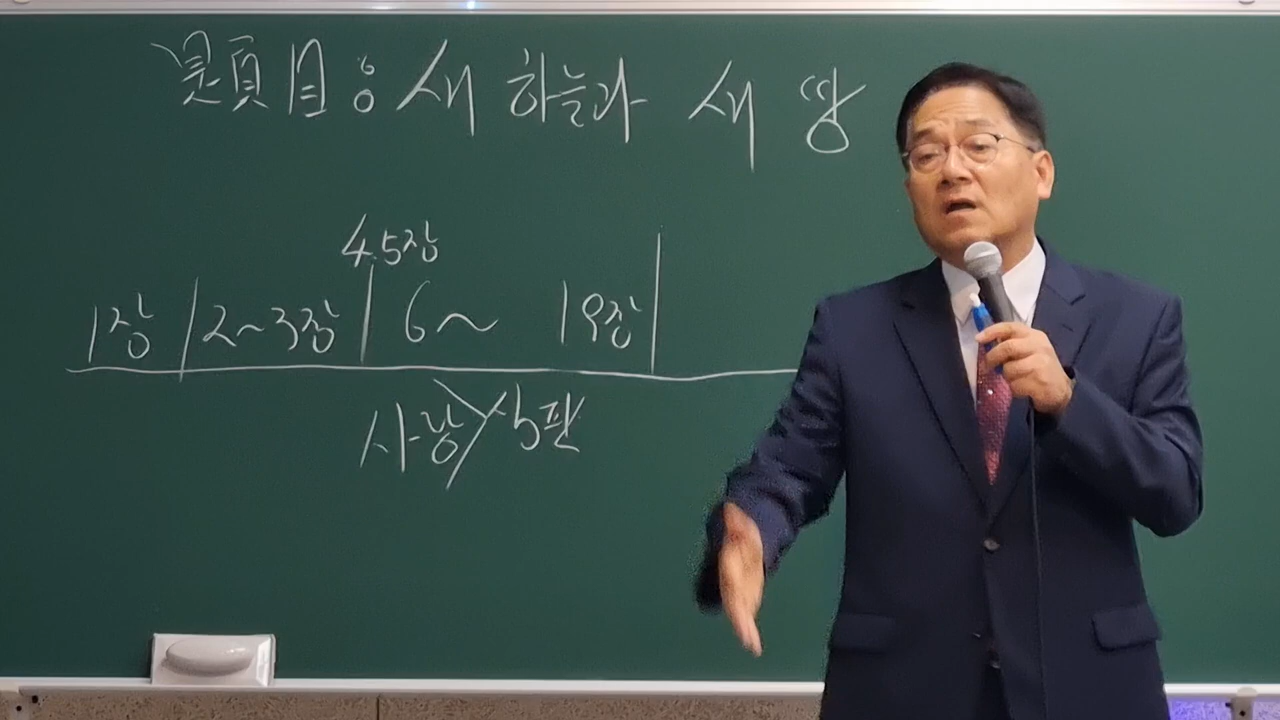 題目 : 새 하늘과 새 땅
4.5장
1장 2~3장 6~ 19장
사랑 심판